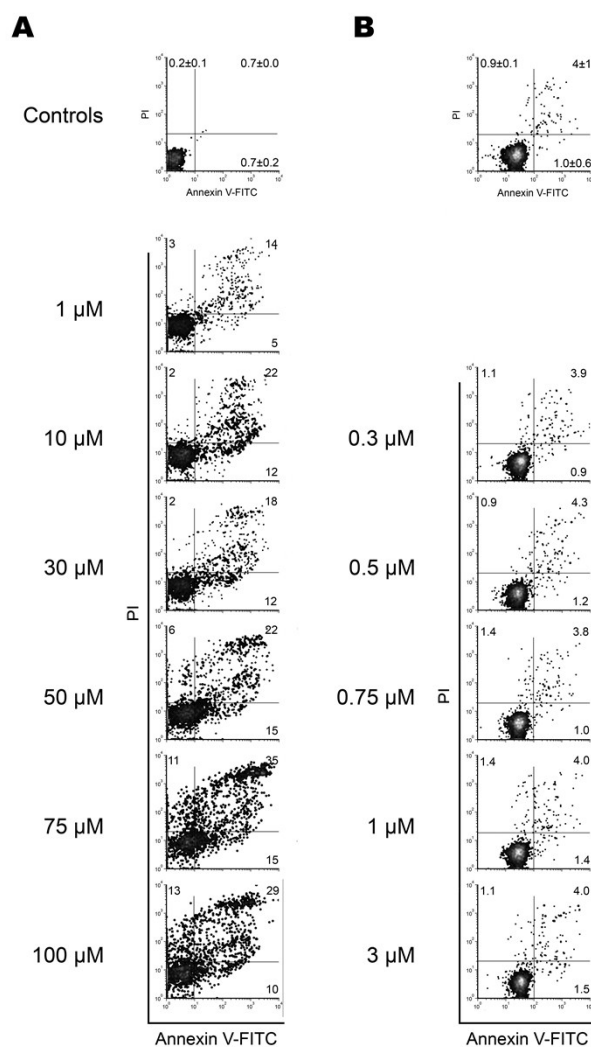 A
B
Controls
0.2±0.1 0.7±0.0
0.7±0.2
PI
Annexin V-FITC
0.9±0.1 4±1
1.0±0.6
PI
Annexin V-FITC
1 µM
3 14
5
10 µM
2 22
12
30 µM
2 18
12
50 µM
6 22
15
75 µM
11 35
15
100 µM
13 29
10
PI
Annexin V-FITC
0.3 µM
1.1 3.9
0.9
0.5 µM
0.9 4.3
1.2
0.75 µM
1.4 3.8
1.0
1 µM
1.4 4.0
1.4
3 µM
1.1 4.0
1.5
PI
Annexin V-FITC